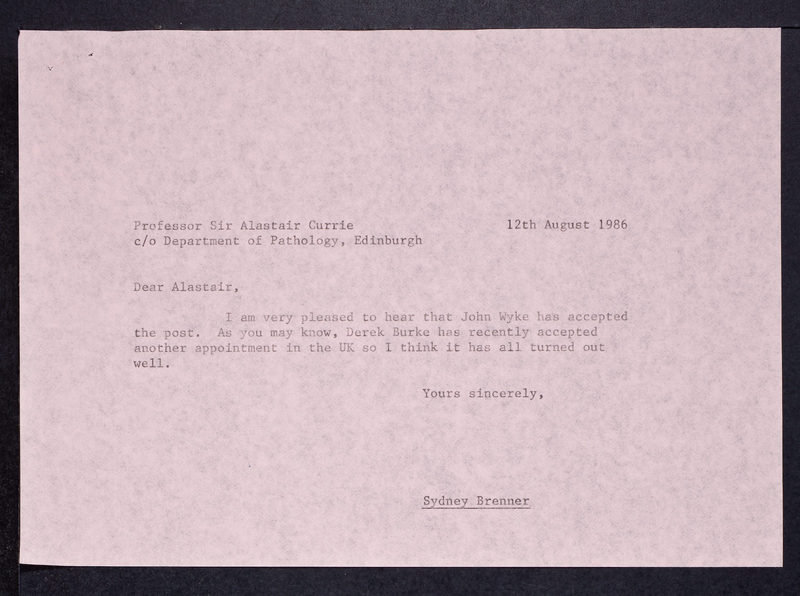 Professor Sir Alastair Currie 12th August 1986
c/o Department of Pathology, Edinburgh
Dear Alastair,
I am very pleased to hear that John Wyke has accepted
the post. As you may know, Derek Burke has recently accepted
another appointment in the UK so I think it has all turned out
well.
Yours sincerely,
Sydney Brenner